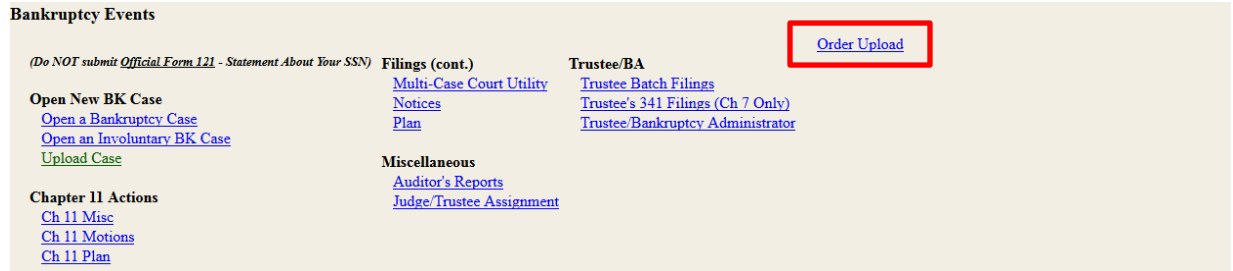 Bankruptcy Events
Order Upload
(Do NOT submit Official Form 121 - Statement About Your SSN)
Open New BK Case
Open a Bankruptcy Case
Open an Involuntary BK Case
Upload Case
Chapter 11 Actions
Ch 11 Misc
Ch 11 Motions
Ch 11 Plan
Filings (cont.)
Multi-Case Court Utility
Notices
Plan
Miscellaneous
Auditor's Reports
Judge/Trustee Assignment
Trustee/BA
Trustee Batch Filings
Trustee's 341 Filings (Ch 7 Only)
Trustee/Bankruptcy Administrator